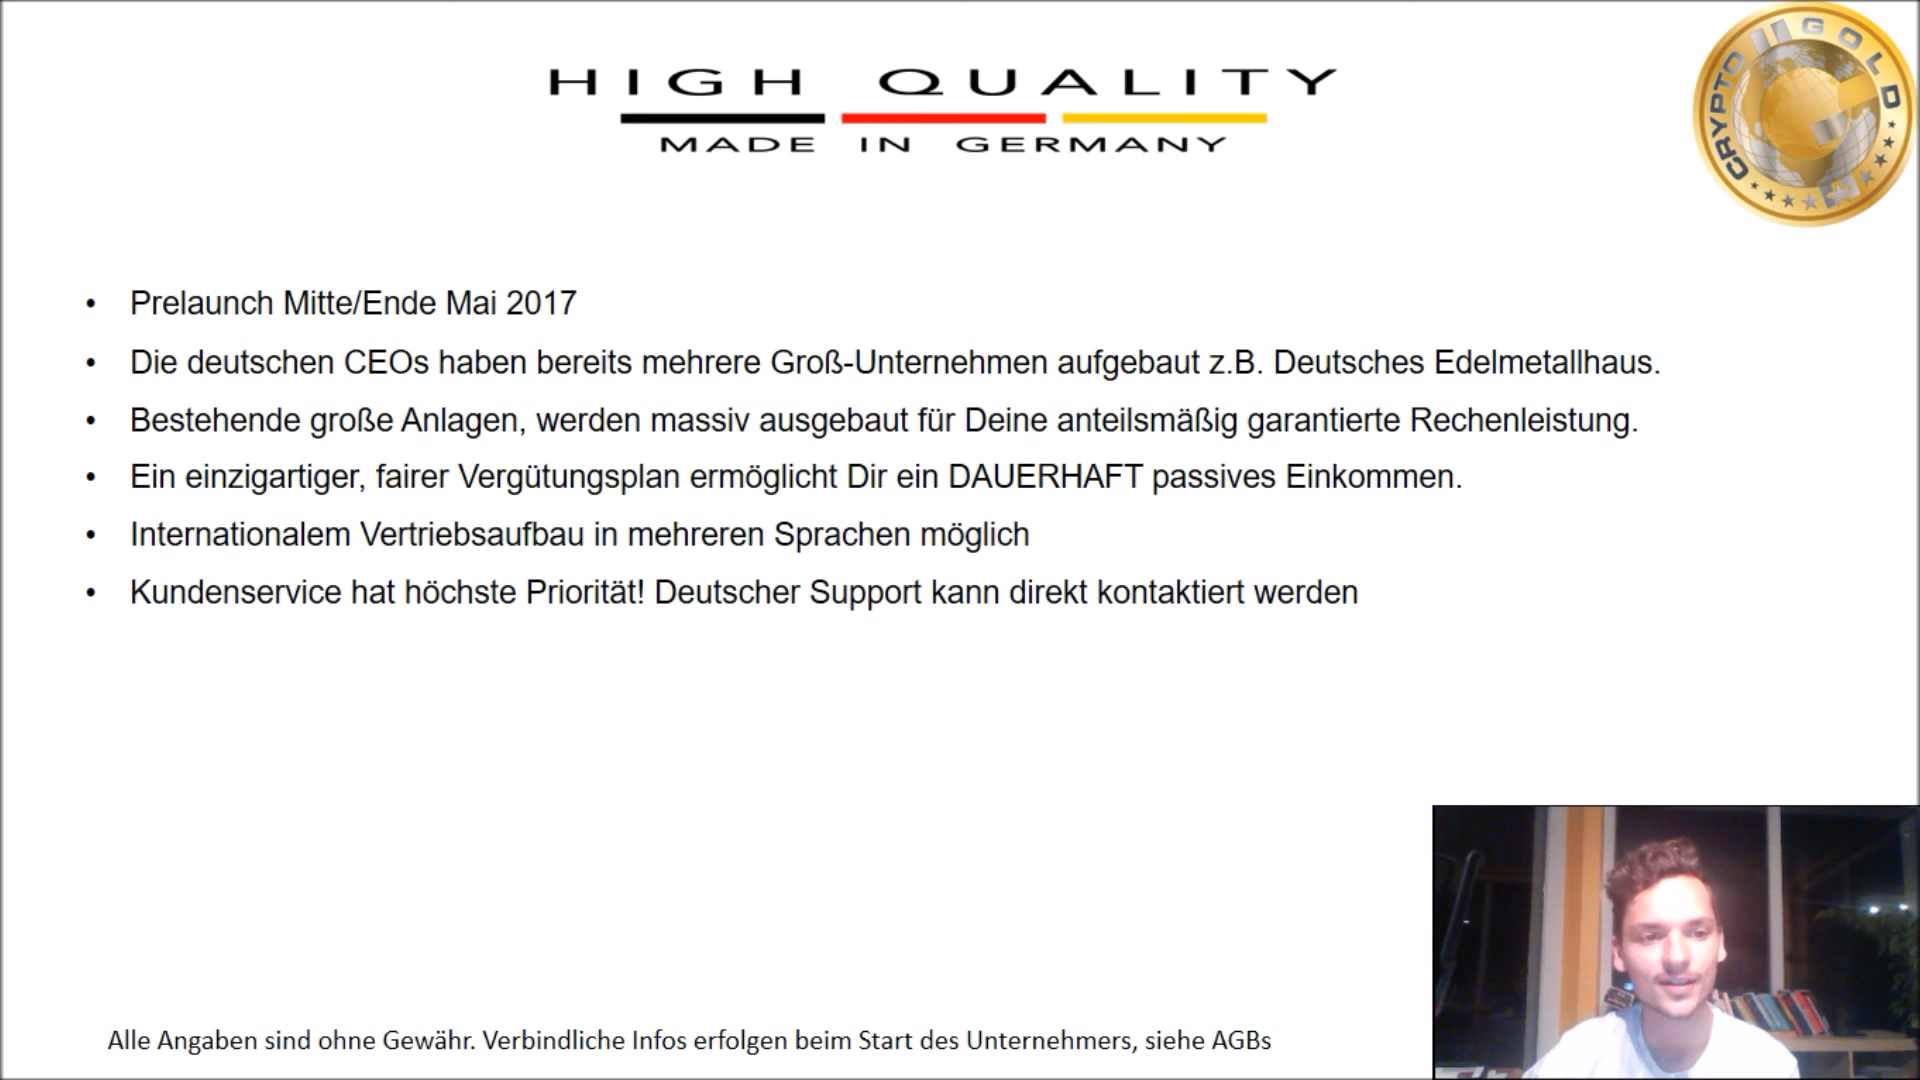 HIGH QUALITY
MADE IN GERMANY
CRYPTO GOLD
• Prelaunch Mitte/Ende Mai 2017
• Die deutschen CEOs haben bereits mehrere Groß-Unternehmen aufgebaut z.B. Deutsches Edelmetallhaus.
• Bestehende große Anlagen, werden massiv ausgebaut für Deine anteilsmäßig garantierte Rechenleistung.
• Ein einzigartiger, fairer Vergütungsplan ermöglicht Dir ein DAUERHAFT passives Einkommen.
• Internationalem Vertriebsaufbau in mehreren Sprachen möglich
• Kundenservice hat höchste Priorität! Deutscher Support kann direkt kontaktiert werden
Alle Angaben sind ohne Gewähr. Verbindliche Infos erfolgen beim Start des Unternehmers, siehe AGBs